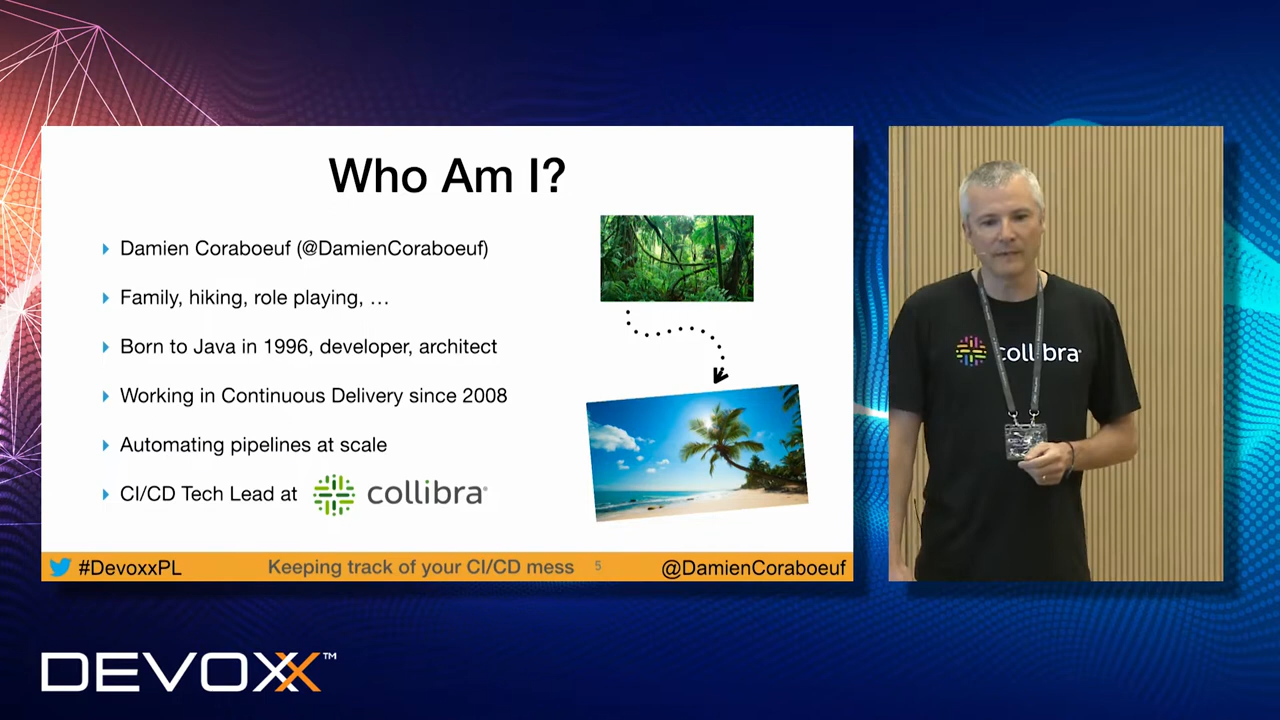 Who Am I?
Damien Coraboeuf (@DamienCoraboeuf)
Family, hiking, role playing, …
Born to Java in 1996, developer, architect
Working in Continuous Delivery since 2008
Automating pipelines at scale
CI/CD Tech Lead at collibra
#DevoxxPL Keeping track of your CI/CD mess 5 @DamienCoraboeuf
collibra
DEVOXX™